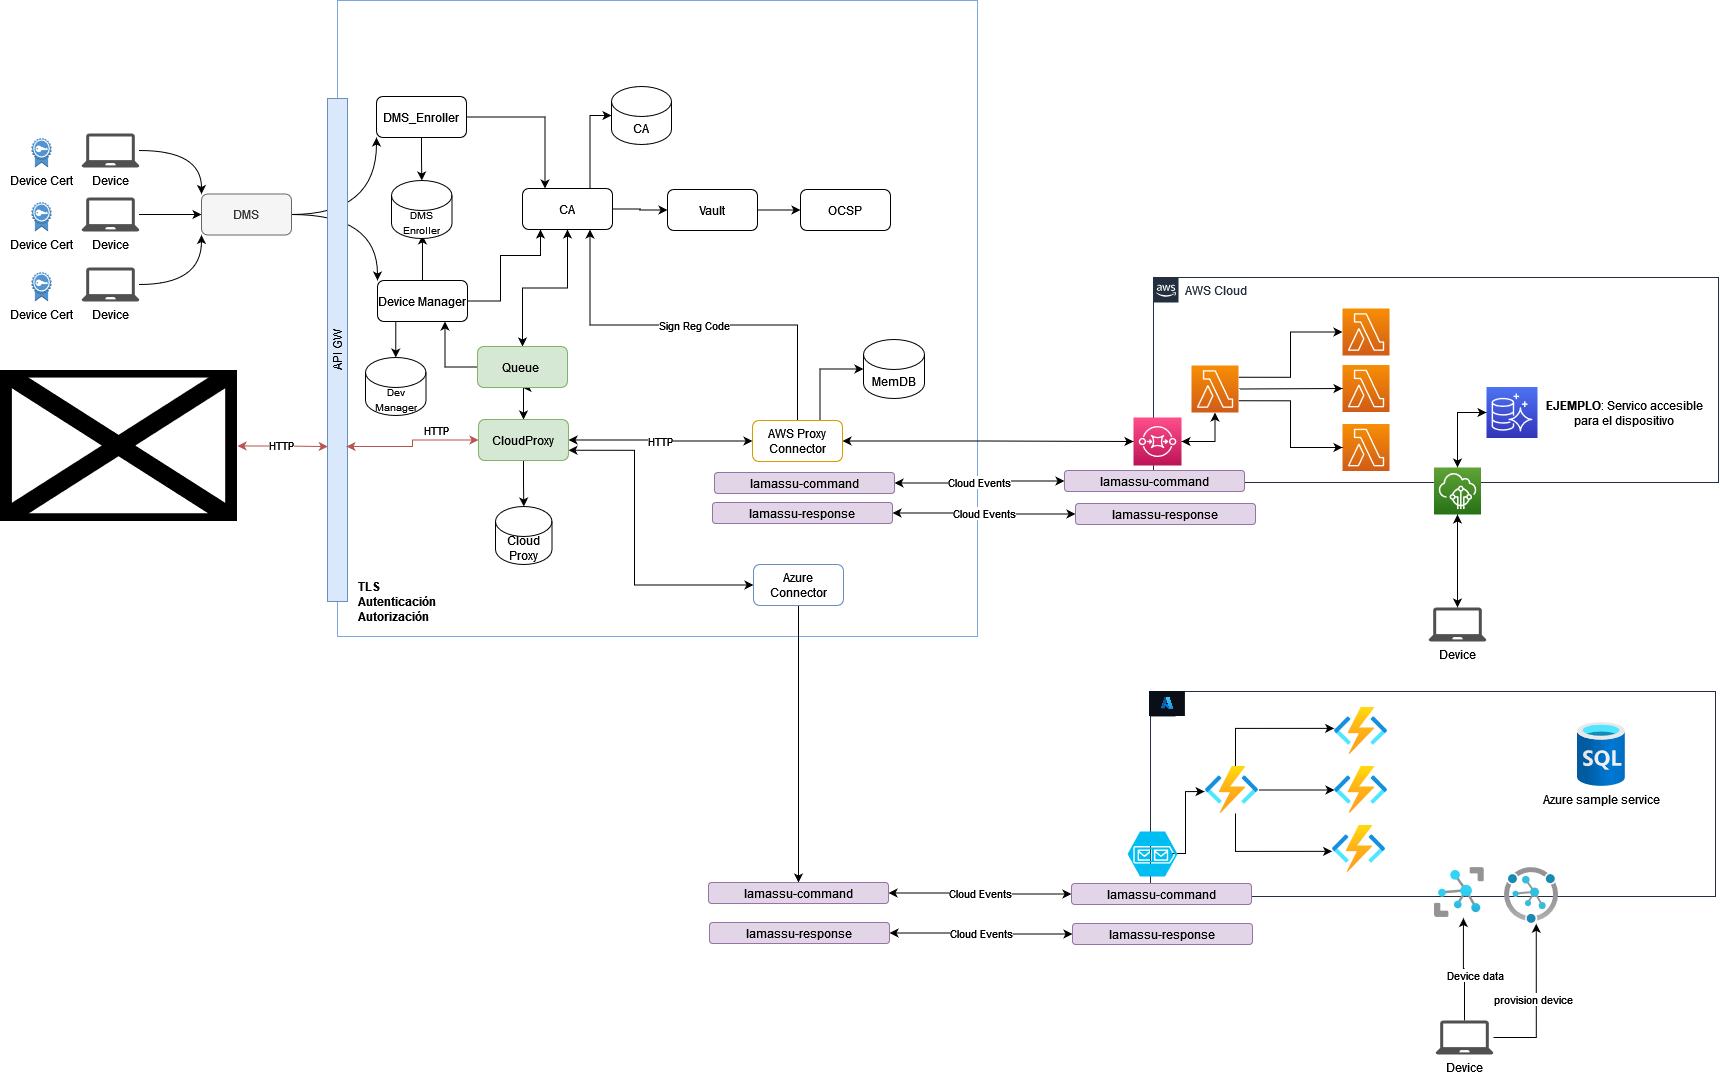 DMS_Enroller
CA
Device Cert
Device
DMS
Device Cert
Device
Device Cert
Device
DMS
Enroller
CA
Vault
OCSP
Device Manager
API GW
Sign Reg Code
Queue
Dev
Manager
MemDB
HTTP
HTTP
CloudProxy
HTTP
AWS Proxy
Connector
lamassu-command
Cloud Events
lamassu-command
lamassu-response
Cloud Events
lamassu-response
Cloud
Proxy
TLS
Autenticación
Autorización
Azure
Connector
aws
AWS Cloud
EJEMPLO: Servico accesible
para el dispositivo
Device
SQL
Azure sample service
lamassu-command
Cloud Events
lamassu-command
lamassu-response
Cloud Events
lamassu-response
Device data
provision device
Device